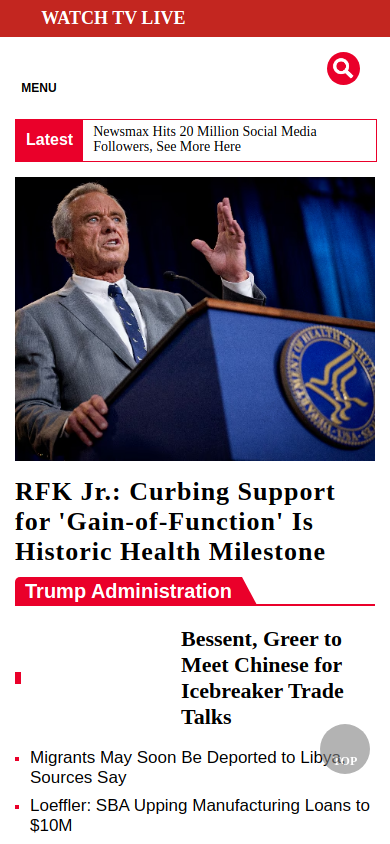 WATCH TV LIVE
MENU
Latest
Newsmax Hits 20 Million Social Media
Followers, See More Here
RFK Jr.: Curbing Support
for 'Gain-of-Function' Is
Historic Health Milestone
Trump Administration
Bessent, Greer to
Meet Chinese for
Icebreaker Trade
Talks
Migrants May Soon Be Deported to Libya,
Sources Say
TOP
Loeffler: SBA Upping Manufacturing Loans to
$10M